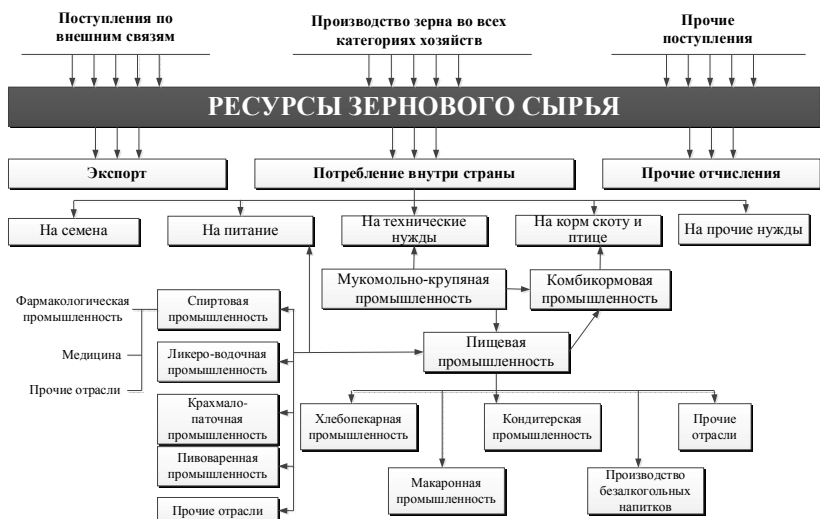 Поступления по
внешним связям
Производство зерна во всех
категориях хозяйств
Прочие
поступления
РЕСУРСЫ ЗЕРНОВОГО СЫРЬЯ
Экспорт
Потребление внутри страны
Прочие отчисления
На семена
На питание
На технические
нужды
На корм скоту и
птице
На прочие нужды
Мукомольно-крупяная
промышленность
Комбикормовая
промышленность
Фармакологическая
промышленность
Медицина
Прочие отрасли
Спиртовая
промышленность
Ликеро-водочная
промышленность
Крахмало-
паточная
промышленность
Пивоваренная
промышленность
Прочие отрасли
Пищевая
промышленность
Хлебопекарная
промышленность
Кондитерская
промышленность
Прочие
отрасли
Макаронная
промышленность
Производство
безалкогольных
напитков